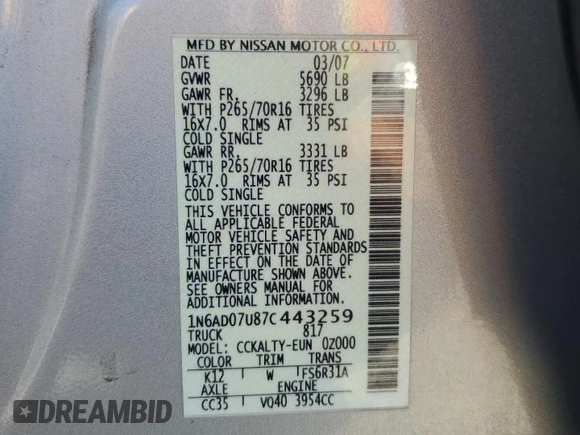 MFD BY NISSAN MOTOR CO., LTD.
DATE 03/07
GVWR 5690 LB
GAWR FR, 3296 LB
WITH P265/70R16 TIRES
16X7.0 RIMS AT 35 PSI
COLD SINGLE
GAWR RR. 3331 LB
WITH P265/70R16 TIRES
16X7.0 RIMS AT 35 PSI
COLD SINGLE
THIS VEHICLE CONFORMS TO
ALL APPLICABLE FEDERAL
MOTOR VEHICLE SAFETY AND
THEFT PREVENTION STANDARDS
IN EFFECT ON THE DATE OF
MANUFACTURE SHOWN ABOVE.
SEE OWNERS MANUAL FOR
ADDITIONAL INFORMATION.
1N6AD07U87C443259
TRUCK 817
MODEL: CCKALTY-EUN 0Z000
COLOR TRIM TRANS
K12 W FS6R31A
AXLE ENGINE
CC35 VQ40 3954CC
DREAMBID
AUTO AUCTION EXPERTS